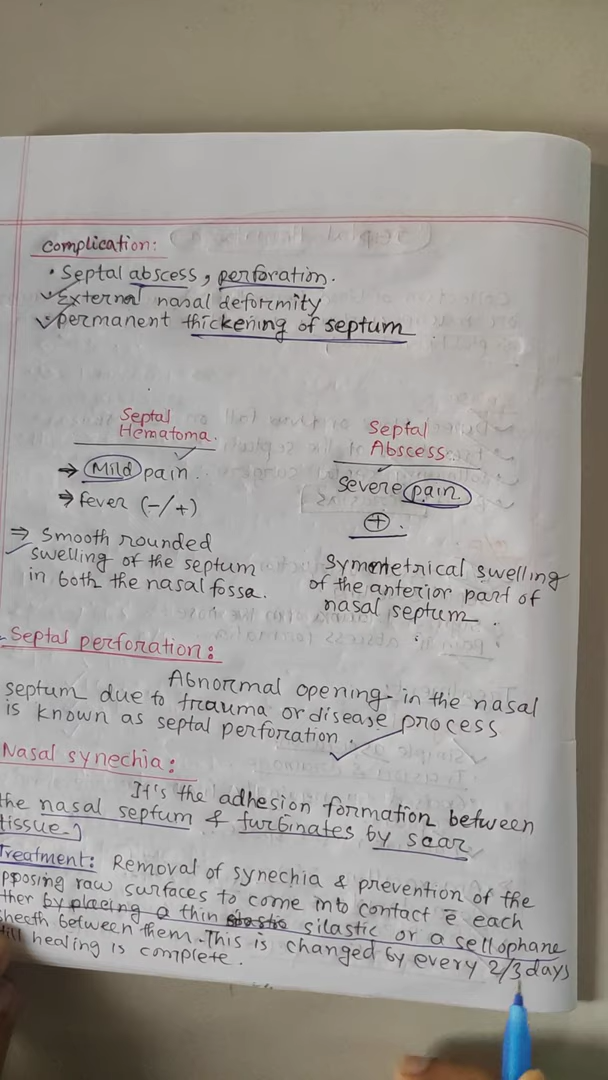 Complication:
• Septal abscess, perforation.
External nasal deformity
permanent thickening of septum
Septal
Hematoma.
→ Mild pain.
→ fever (-/+)
⇒ Smooth rounded
swelling of the septum
in both the nasal fossa.
Septal
Abscess.
Severe pain
+.
Symmetrical swelling
of the anterior part of
nasal septum.
Septal perforation:
Abnormal opening in the nasal
septum due to trauma or disease process
is known as septal perforation.
Nasal synechia:
It's the adhesion formation between
the nasal septum & turbinates by scar
tissue.
Treatment: Removal of synechia & prevention of the
pposing raw surfaces to come into contact c̄ each
ther by placing a thin silastic or a sellophane
sheeth between them. This is changed by every 2/3 days
till healing is complete.